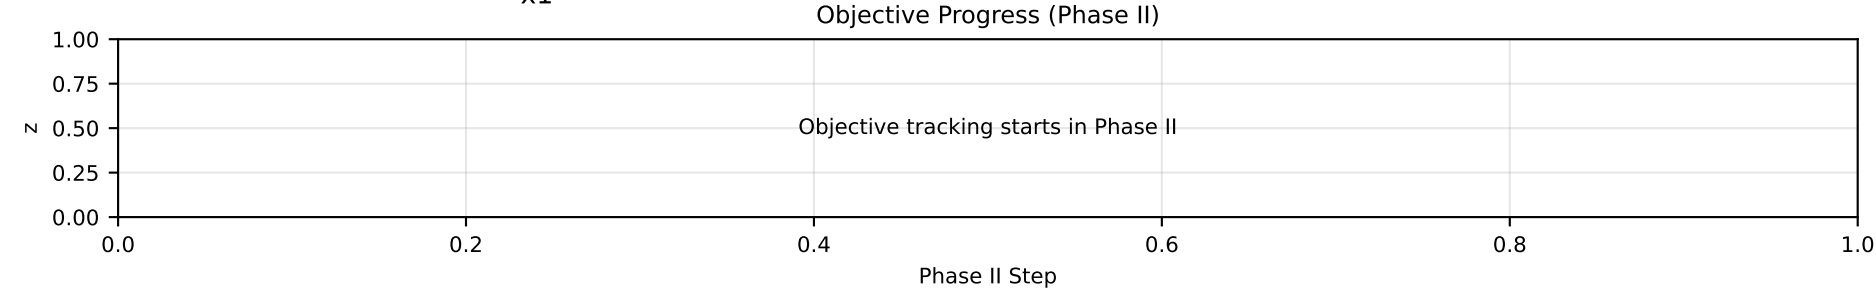 x1
Objective Progress (Phase II)
1.00
0.75
0.50
0.25
0.00
z
Objective tracking starts in Phase II
0.0 0.2 0.4 0.6 0.8 1.0
Phase II Step